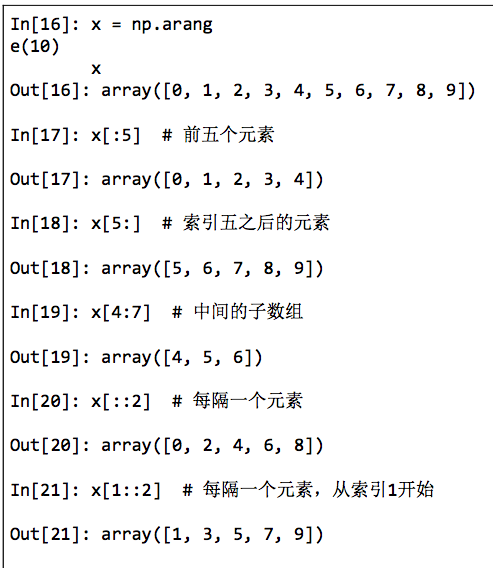 In[16]: x = np.arang
e(10)
x
Out[16]: array([0, 1, 2, 3, 4, 5, 6, 7, 8, 9])
In[17]: x[:5]  # 前五个元素
Out[17]: array([0, 1, 2, 3, 4])
In[18]: x[5:]  # 索引五之后的元素
Out[18]: array([5, 6, 7, 8, 9])
In[19]: x[4:7]  # 中间的子数组
Out[19]: array([4, 5, 6])
In[20]: x[::2]  # 每隔一个元素
Out[20]: array([0, 2, 4, 6, 8])
In[21]: x[1::2]  # 每隔一个元素，从索引1开始
Out[21]: array([1, 3, 5, 7, 9])